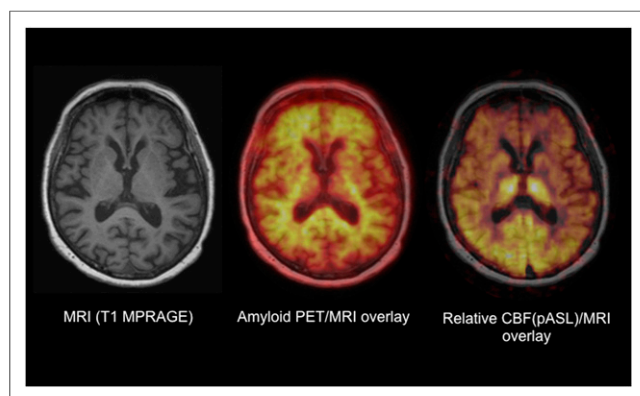 MRI (T1 MPRAGE)
Amyloid PET/MRI overlay
Relative CBF(pASL)/MRI
overlay